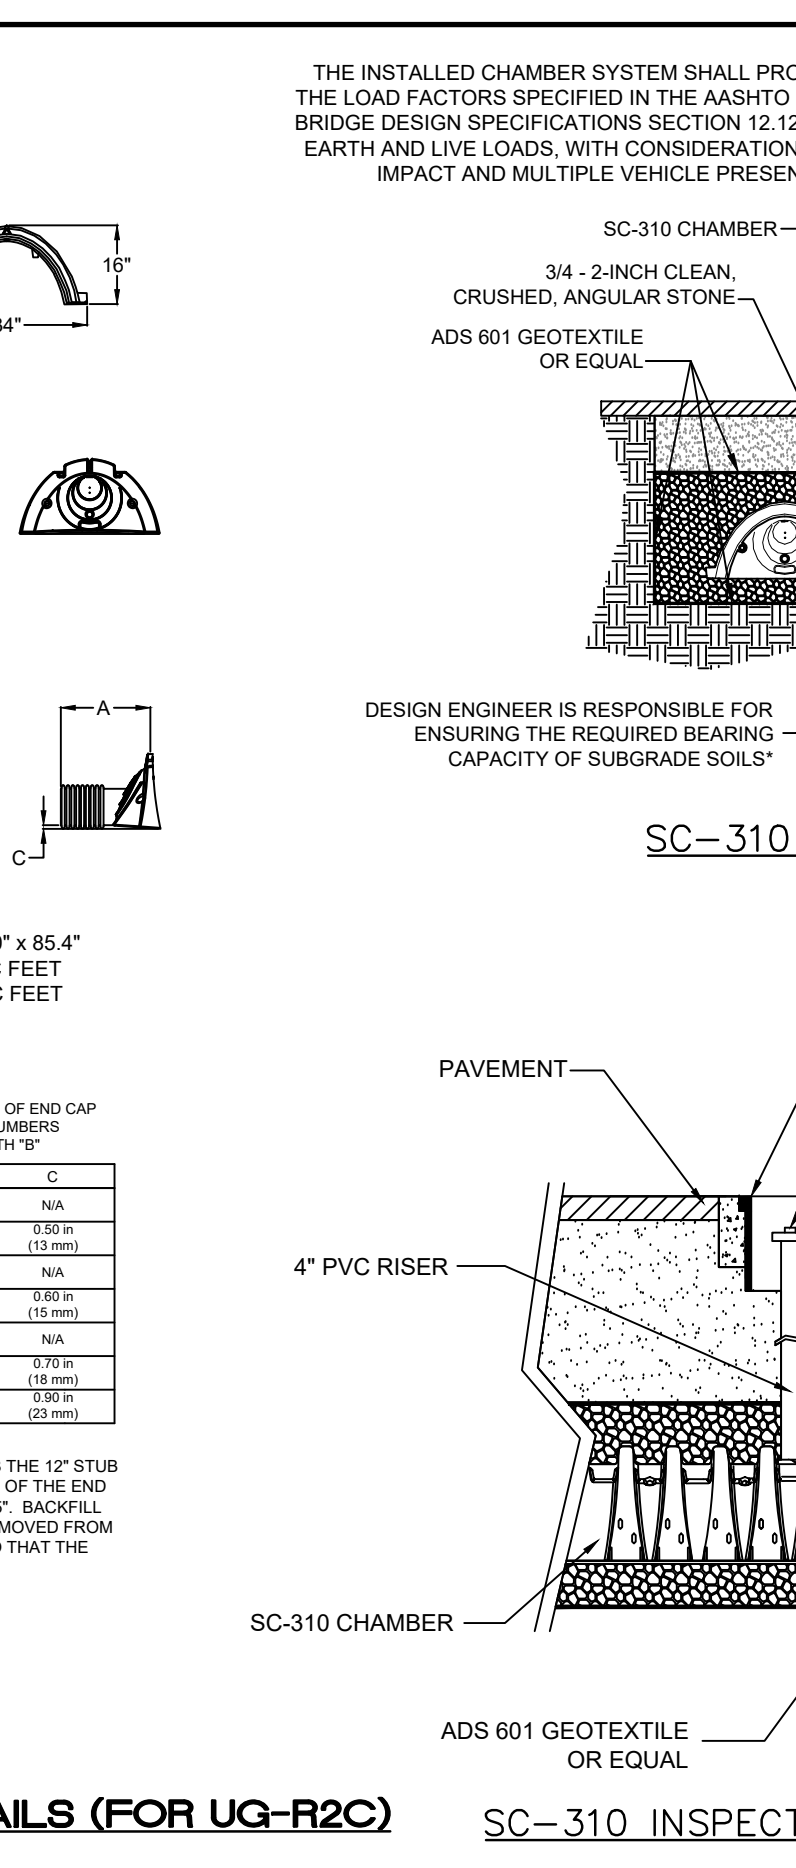 THE INSTALLED CHAMBER SYSTEM SHALL
THE LOAD FACTORS SPECIFIED IN THE AASHTO
BRIDGE DESIGN SPECIFICATIONS SECTION 12.12
EARTH AND LIVE LOADS, WITH CONSIDERATION
IMPACT AND MULTIPLE VEHICLE
16"
34"
SC-310 CHAMBER
3/4 - 2-INCH CLEAN,
CRUSHED, ANGULAR STONE
ADS 601 GEOTEXTILE
OR EQUAL
A
C
DESIGN ENGINEER IS RESPONSIBLE FOR
ENSURING THE REQUIRED BEARING
CAPACITY OF SUBGRADE SOILS*
SC-310
" x 85.4"
FEET
FEET
OF END CAP
UMBERS
TH "B"
C
N/A
0.50 in
(13 mm)
N/A
0.60 in
(15 mm)
N/A
0.70 in
(18 mm)
0.90 in
(23 mm)
THE 12" STUB
OF THE END
". BACKFILL
MOVED FROM
THAT THE
PAVEMENT
4" PVC RISER
SC-310 CHAMBER
ADS 601 GEOTEXTILE
OR EQUAL
AILS (FOR UG-R2C)
SC-310 INSPECT